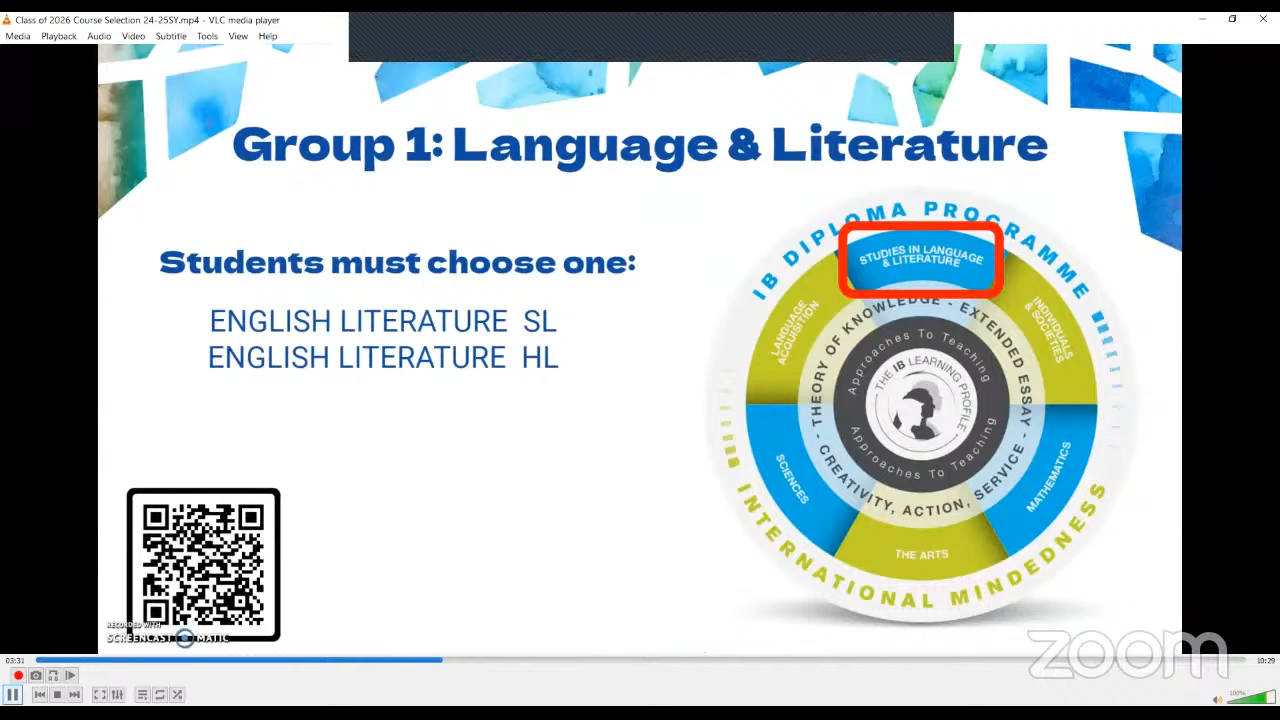 Class of 2026 Course Selection 24-25SY.mp4 - VLC media player
Media Playback Audio Video Subtitle Tools View Help
Group 1: Language & Literature
Students must choose one:
ENGLISH LITERATURE SL
ENGLISH LITERATURE HL
IB DIPLOMA PROGRAMME
STUDIES IN LANGUAGE
& LITERATURE
LANGUAGE
ACQUISITION
INDIVIDUALS
& SOCIETIES
THEORY OF KNOWLEDGE - EXTENDED ESSAY - CREATIVITY, ACTION, SERVICE -
Approaches To Teaching
THE IB LEARNING PROFILE
Approaches To Teaching
SCIENCES
MATHEMATICS
THE ARTS
INTERNATIONAL MINDEDNESS
RECORDED WITH
SCREENCAST MATIC
zoom
03:31
10:29
100%